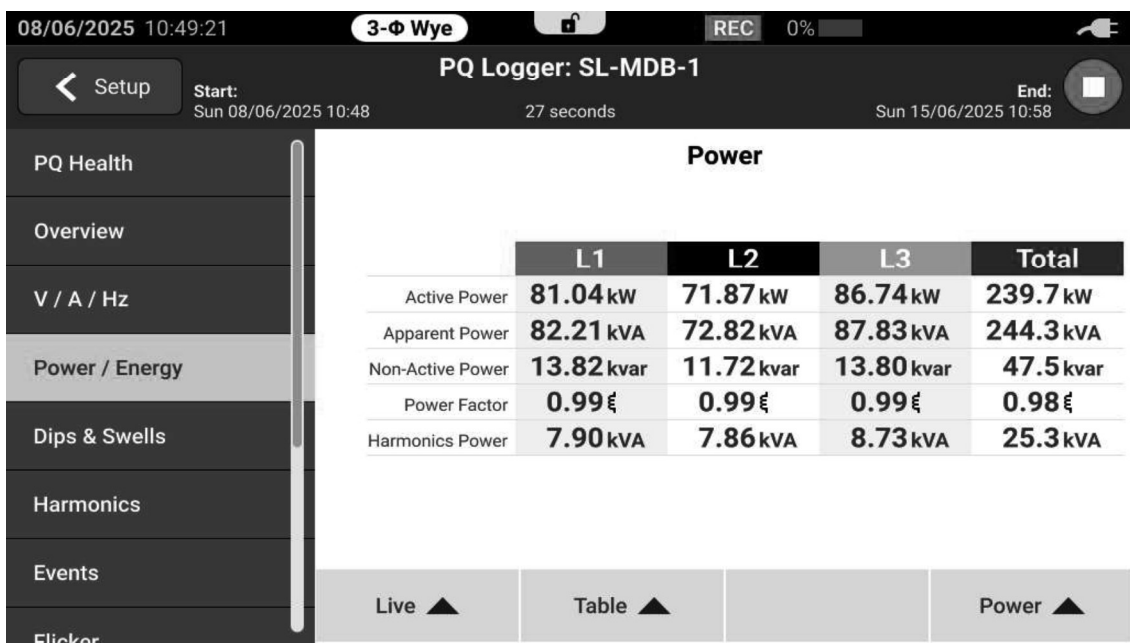 08/06/2025 10:49:21 3-Φ Wye REC 0%
Setup
PQ Logger: SL-MDB-1
Start:
Sun 08/06/2025 10:48
27 seconds
End:
Sun 15/06/2025 10:58
PQ Health
Overview
V / A / Hz
Power / Energy
Dips & Swells
Harmonics
Events
Flicker
Power
L1 L2 L3 Total
Active Power 81.04 kW 71.87 kW 86.74 kW 239.7 kW
Apparent Power 82.21 kVA 72.82 kVA 87.83 kVA 244.3 kVA
Non-Active Power 13.82 kvar 11.72 kvar 13.80 kvar 47.5 kvar
Power Factor 0.99 0.99 0.99 0.98
Harmonics Power 7.90 kVA 7.86 kVA 8.73 kVA 25.3 kVA
Live Table Power